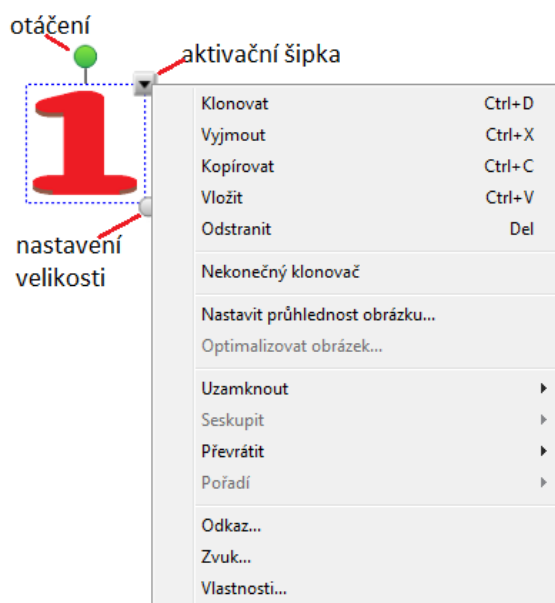 otáčení
aktivační šipka
1
nastavení
velikosti
Klonovat Ctrl+D
Vyjmout Ctrl+X
Kopírovat Ctrl+C
Vložit Ctrl+V
Odstranit Del
Nekonečný klonovač
Nastavit průhlednost obrázku...
Optimalizovat obrázek...
Uzamknout
Seskupit
Převrátit
Pořadí
Odkaz...
Zvuk...
Vlastnosti...